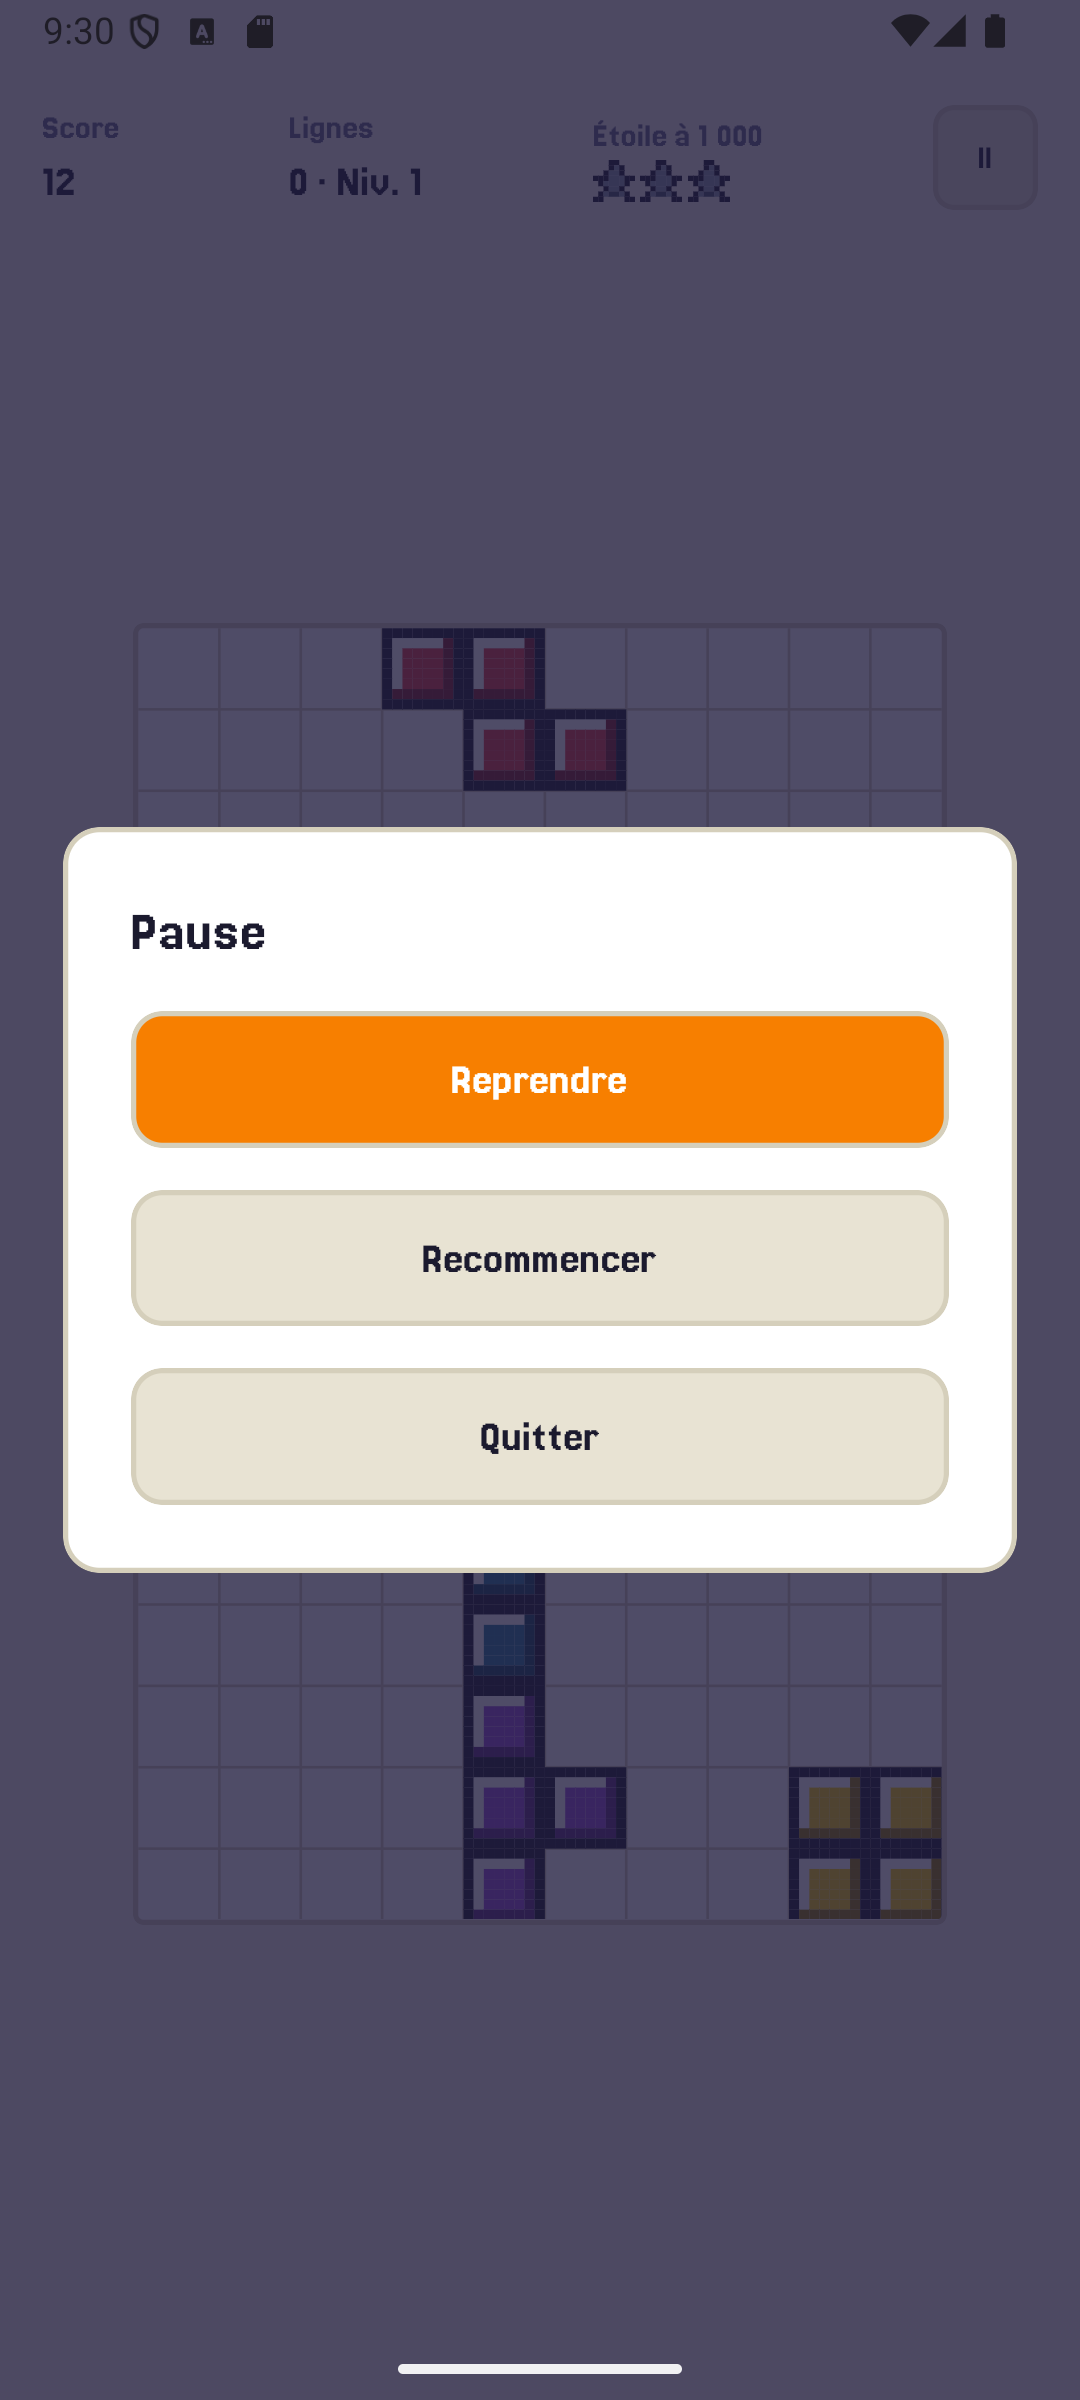 9:30
Score
Lignes
Étoile à 1 000
12
0 · Niv. 1
Pause
Reprendre
Recommencer
Quitter